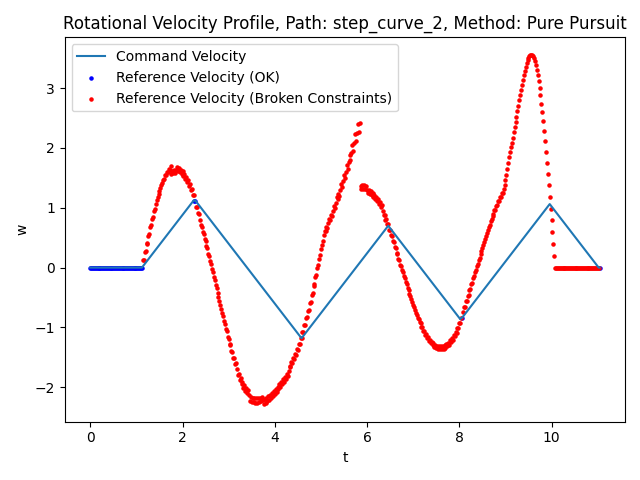 Rotational Velocity Profile, Path: step_curve_2, Method: Pure Pursuit
Command Velocity
Reference Velocity (OK)
Reference Velocity (Broken Constraints)
w
3
2
1
0
−1
−2
0 2 4 6 8 10
t